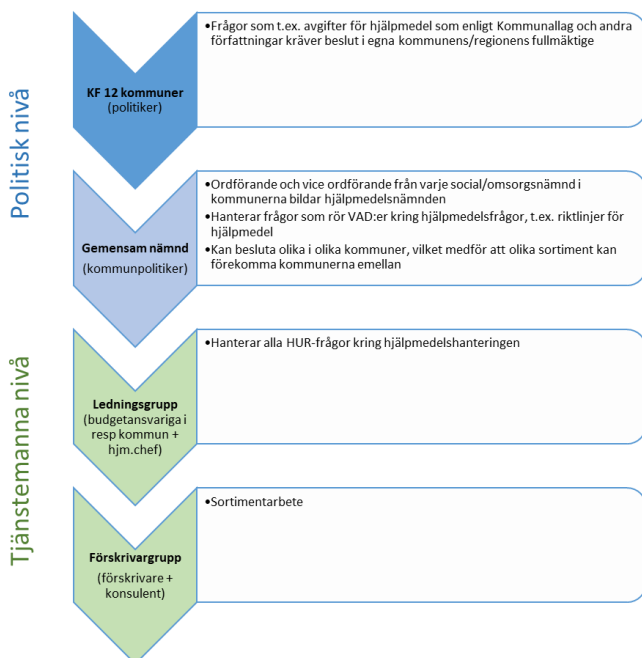 Politisk nivå
KF 12 kommuner
(politiker)
•Frågor som t.ex. avgifter för hjälpmedel som enligt Kommunallag och andra
författningar kräver beslut i egna kommunens/regionens fullmäktige
Gemensam nämnd
(kommunpolitiker)
•Ordförande och vice ordförande från varje social/omsorgsnämnd i
kommunerna bildar hjälpmedelsnämnden
•Hanterar frågor som rör VAD:er kring hjälpmedelsfrågor, t.ex. riktlinjer för
hjälpmedel
•Kan besluta olika i olika kommuner, vilket medför att olika sortiment kan
förekomma kommunerna emellan
Tjänstemanna nivå
Ledningsgrupp
(budgetansvariga i
resp kommun +
hjm.chef)
•Hanterar alla HUR-frågor kring hjälpmedelshanteringen
Förskrivargrupp
(förskrivare +
konsulent)
•Sortimentarbete